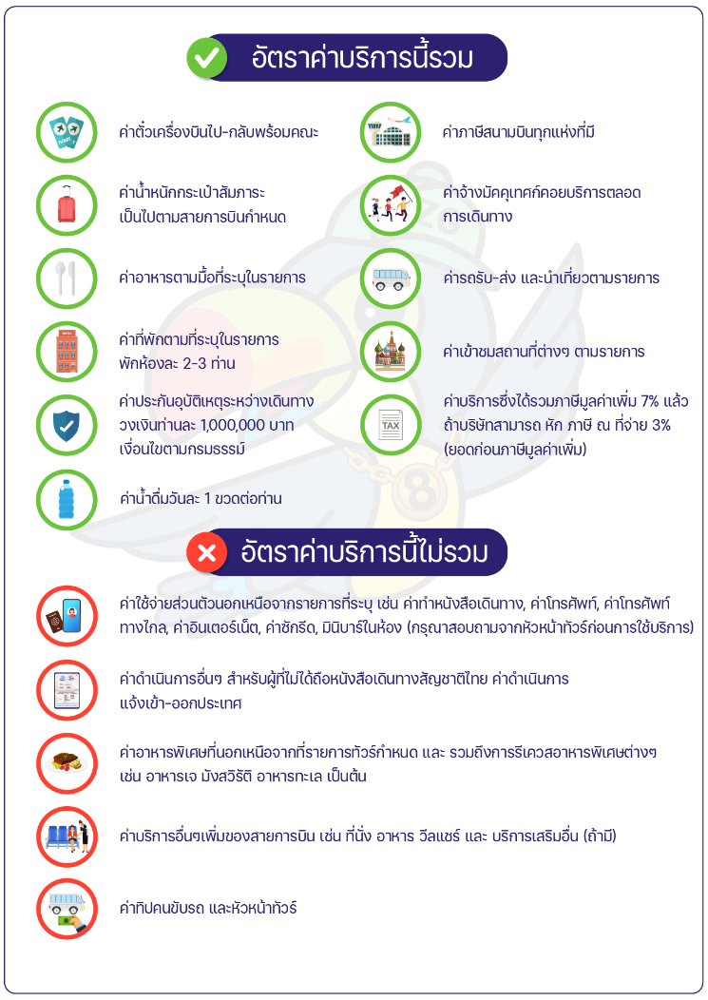 อัตราค่าบริการนี้รวม
ค่าตั๋วเครื่องบินไป-กลับพร้อมคณะ
ค่าน้ำหนักกระเป๋าสัมภาระ
เป็นไปตามสายการบินกำหนด
ค่าอาหารตามมื้อที่ระบุในรายการ
ค่าที่พักตามที่ระบุในรายการ
พักห้องละ 2-3 ท่าน
ค่าประกันอุบัติเหตุระหว่างเดินทาง
วงเงินท่านละ 1,000,000 บาท
เงื่อนไขตามกรมธรรม์
ค่าน้ำดื่มวันละ 1 ขวดต่อท่าน
ค่าภาษีสนามบินทุกแห่งที่มี
ค่าจ้างมัคคุเทศก์คอยบริการตลอด
การเดินทาง
ค่ารถรับ-ส่ง และนำเที่ยวตามรายการ
ค่าเข้าชมสถานที่ต่างๆ ตามรายการ
TAX
ค่าบริการซึ่งได้รวมภาษีมูลค่าเพิ่ม 7% แล้ว
ถ้าบริษัทสามารถ หัก ภาษี ณ ที่จ่าย 3%
(ยอดก่อนภาษีมูลค่าเพิ่ม)
อัตราค่าบริการนี้ไม่รวม
ค่าใช้จ่ายส่วนตัวนอกเหนือจากรายการที่ระบุ เช่น ค่าทำหนังสือเดินทาง, ค่าโทรศัพท์, ค่าโทรศัพท์
ทางไกล, ค่าอินเตอร์เน็ต, ค่าซักรีด, มินิบาร์ในห้อง (กรุณาสอบถามจากหัวหน้าทัวร์ก่อนการใช้บริการ)
ค่าดำเนินการอื่นๆ สำหรับผู้ที่ไม่ได้ถือหนังสือเดินทางสัญชาติไทย ค่าดำเนินการ
แจ้งเข้า-ออกประเทศ
ค่าอาหารพิเศษที่นอกเหนือจากที่รายการทัวร์กำหนด และ รวมถึงการรีเควสอาหารพิเศษต่างๆ
เช่น อาหารเจ มังสวิรัติ อาหารทะเล เป็นต้น
ค่าบริการอื่นๆเพิ่มของสายการบิน เช่น ที่นั่ง อาหาร วีลแชร์ และ บริการเสริมอื่น (ถ้ามี)
ค่าทิปคนขับรถ และหัวหน้าทัวร์